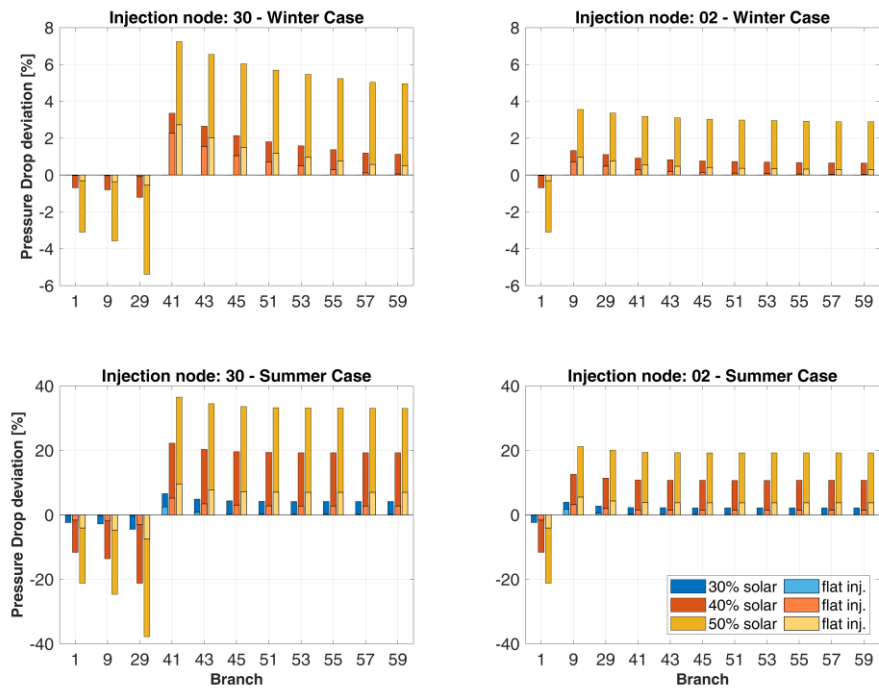 Injection node: 30 - Winter Case
Pressure Drop deviation [%]
8
6
4
2
0
-2
-4
-6
1 9 29 41 43 45 51 53 55 57 59
Injection node: 02 - Winter Case
8
6
4
2
0
-2
-4
-6
1 9 29 41 43 45 51 53 55 57 59
Injection node: 30 - Summer Case
Pressure Drop deviation [%]
40
20
0
-20
-40
1 9 29 41 43 45 51 53 55 57 59
Branch
Injection node: 02 - Summer Case
40
20
0
-20
-40
30% solar flat inj.
40% solar flat inj.
50% solar flat inj.
1 9 29 41 43 45 51 53 55 57 59
Branch